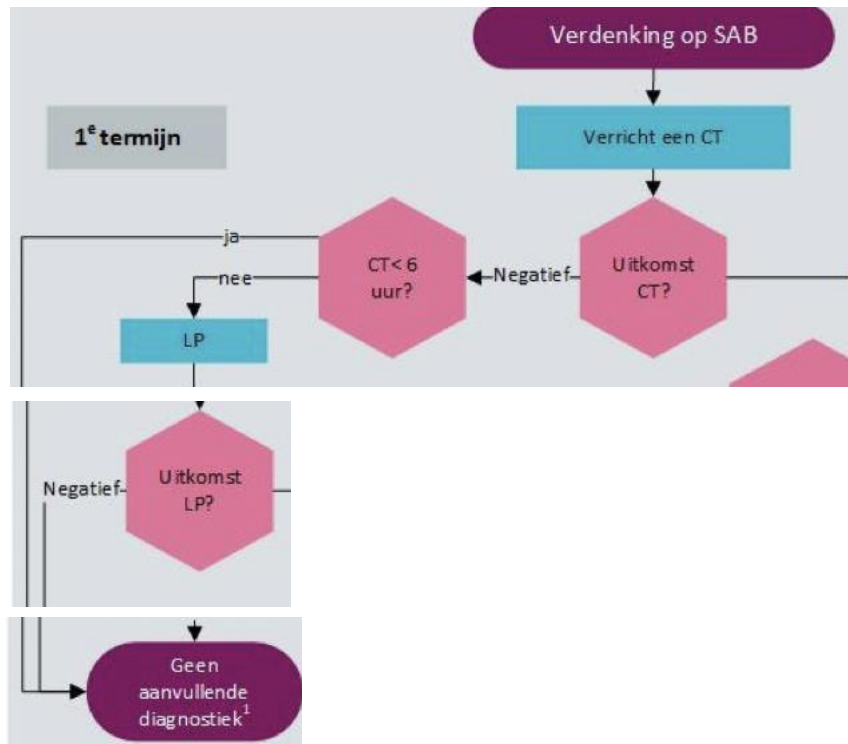 Verdenking op SAB
1e termijn
Verricht een CT
ja
nee
CT< 6
uur?
Negatief
Uitkomst
CT?
LP
Negatief
Uitkomst
LP?
Geen
aanvullende
diagnostiek1